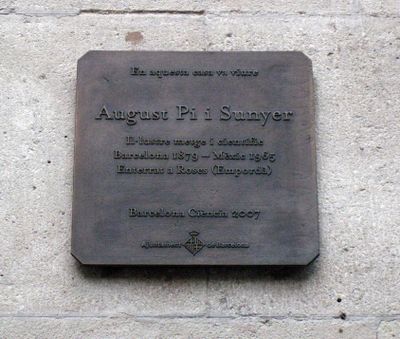 En aquesta casa va viure
August Pi i Sunyer
Il·lustre metge i científic
Barcelona 1879 – Mèxic 1965
Enterrat a Roses (Empordà)
Barcelona Ciència 2007
Ajuntament de Barcelona